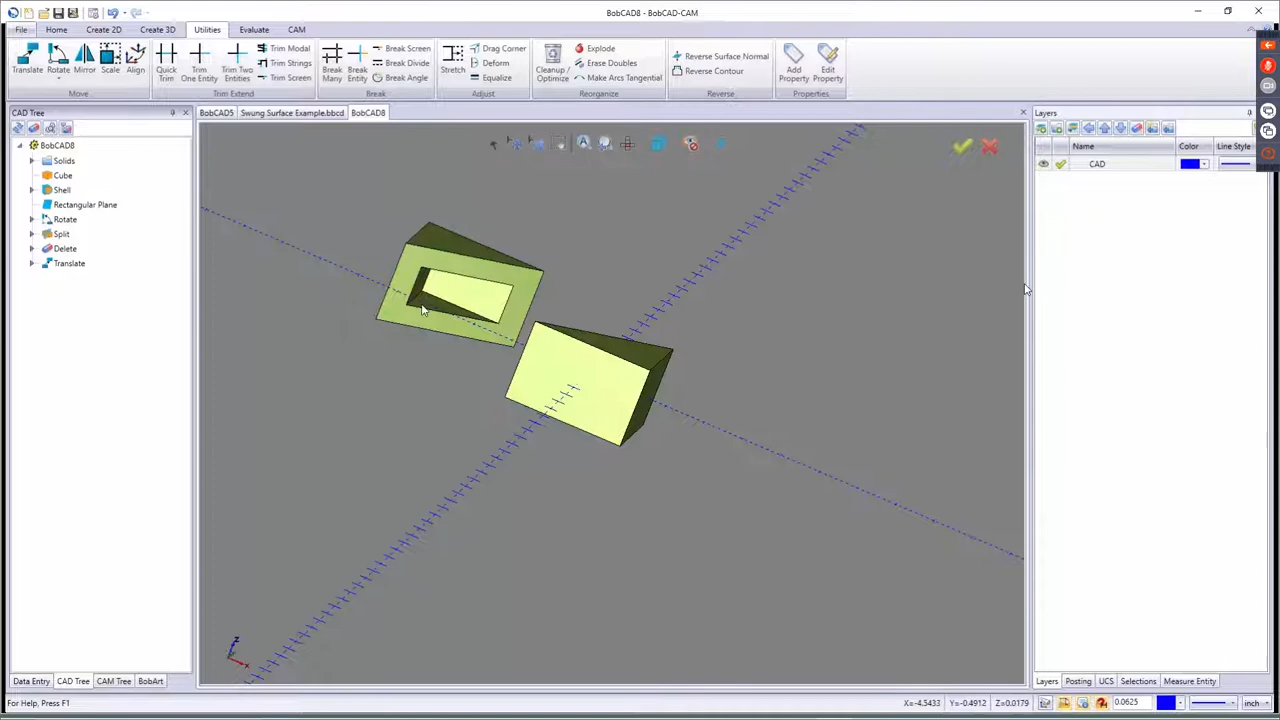 BobCAD8 - BobCAD-CAM
File Home Create 2D Create 3D Utilities Evaluate CAM
Translate Rotate Mirror Scale Align
Move
Quick Trim
Trim One Entity
Trim Two Entities
Trim Modal
Trim Strings
Trim Screen
Trim Extend
Break Many
Break Entity
Break Screen
Break Divide
Break Angle
Break
Stretch
Drag Corner
Deform
Equalize
Adjust
Cleanup / Optimize
Explode
Erase Doubles
Make Arcs Tangential
Reorganize
Reverse Surface Normal
Reverse Contour
Reverse
Add Property
Edit Property
Properties
CAD Tree
BobCAD5 Swung Surface Example.bbcd BobCAD8
Layers
BobCAD8
Solids
Cube
Shell
Rectangular Plane
Rotate
Split
Delete
Translate
Name Color Line Style
CAD
z
x
Data Entry CAD Tree CAM Tree BobArt
Layers Posting UCS Selections Measure Entity
For Help, Press F1
X=-4.5433 Y=-0.4912 Z=0.0179 0.0625 inch